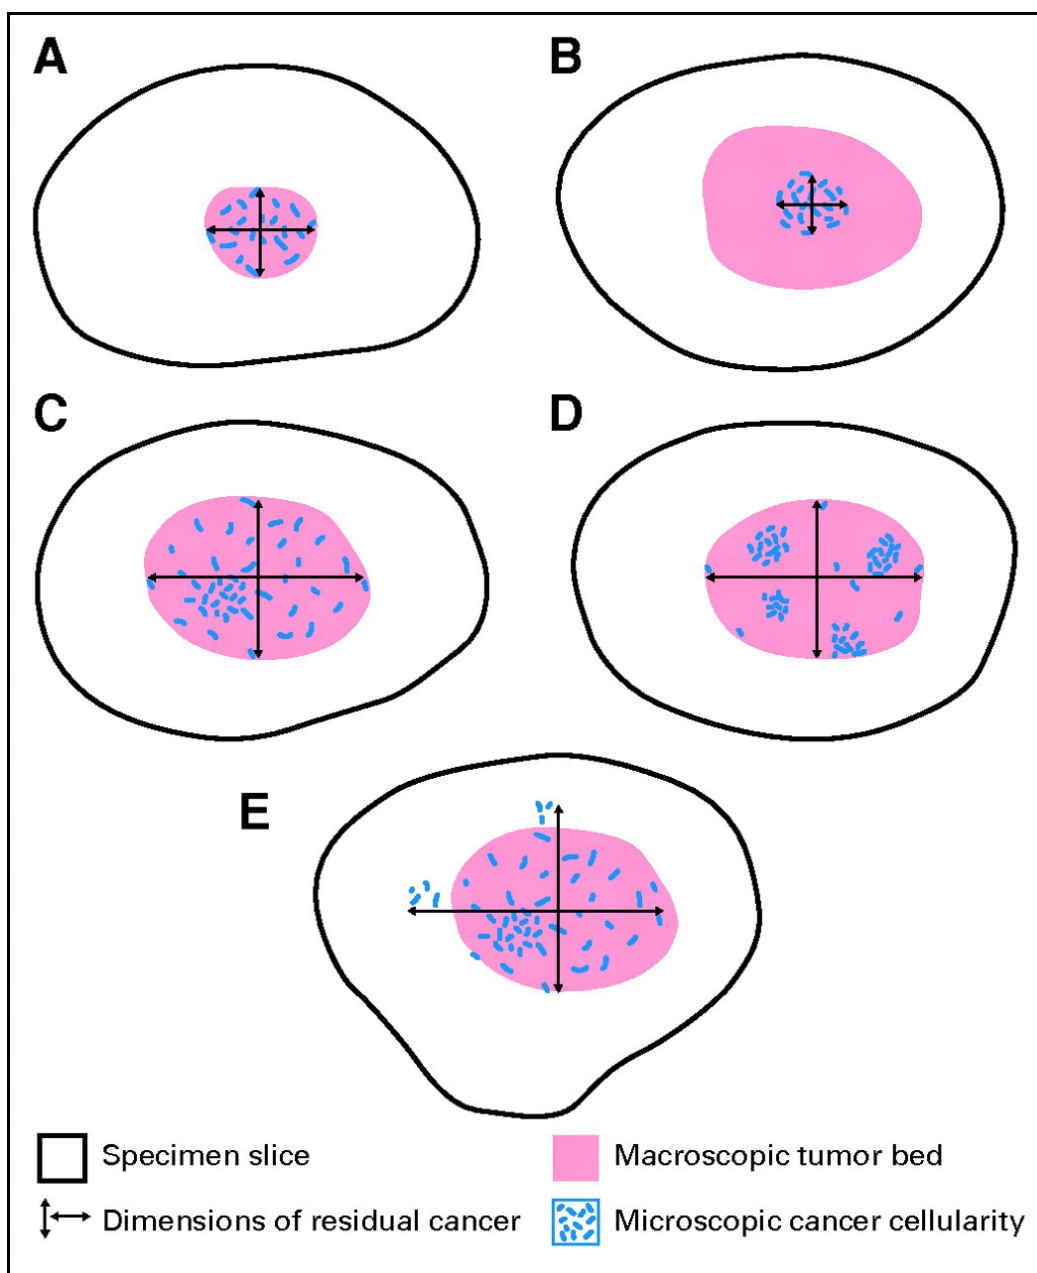 A
B
C
D
E
Specimen slice
Macroscopic tumor bed
Dimensions of residual cancer
Microscopic cancer cellularity